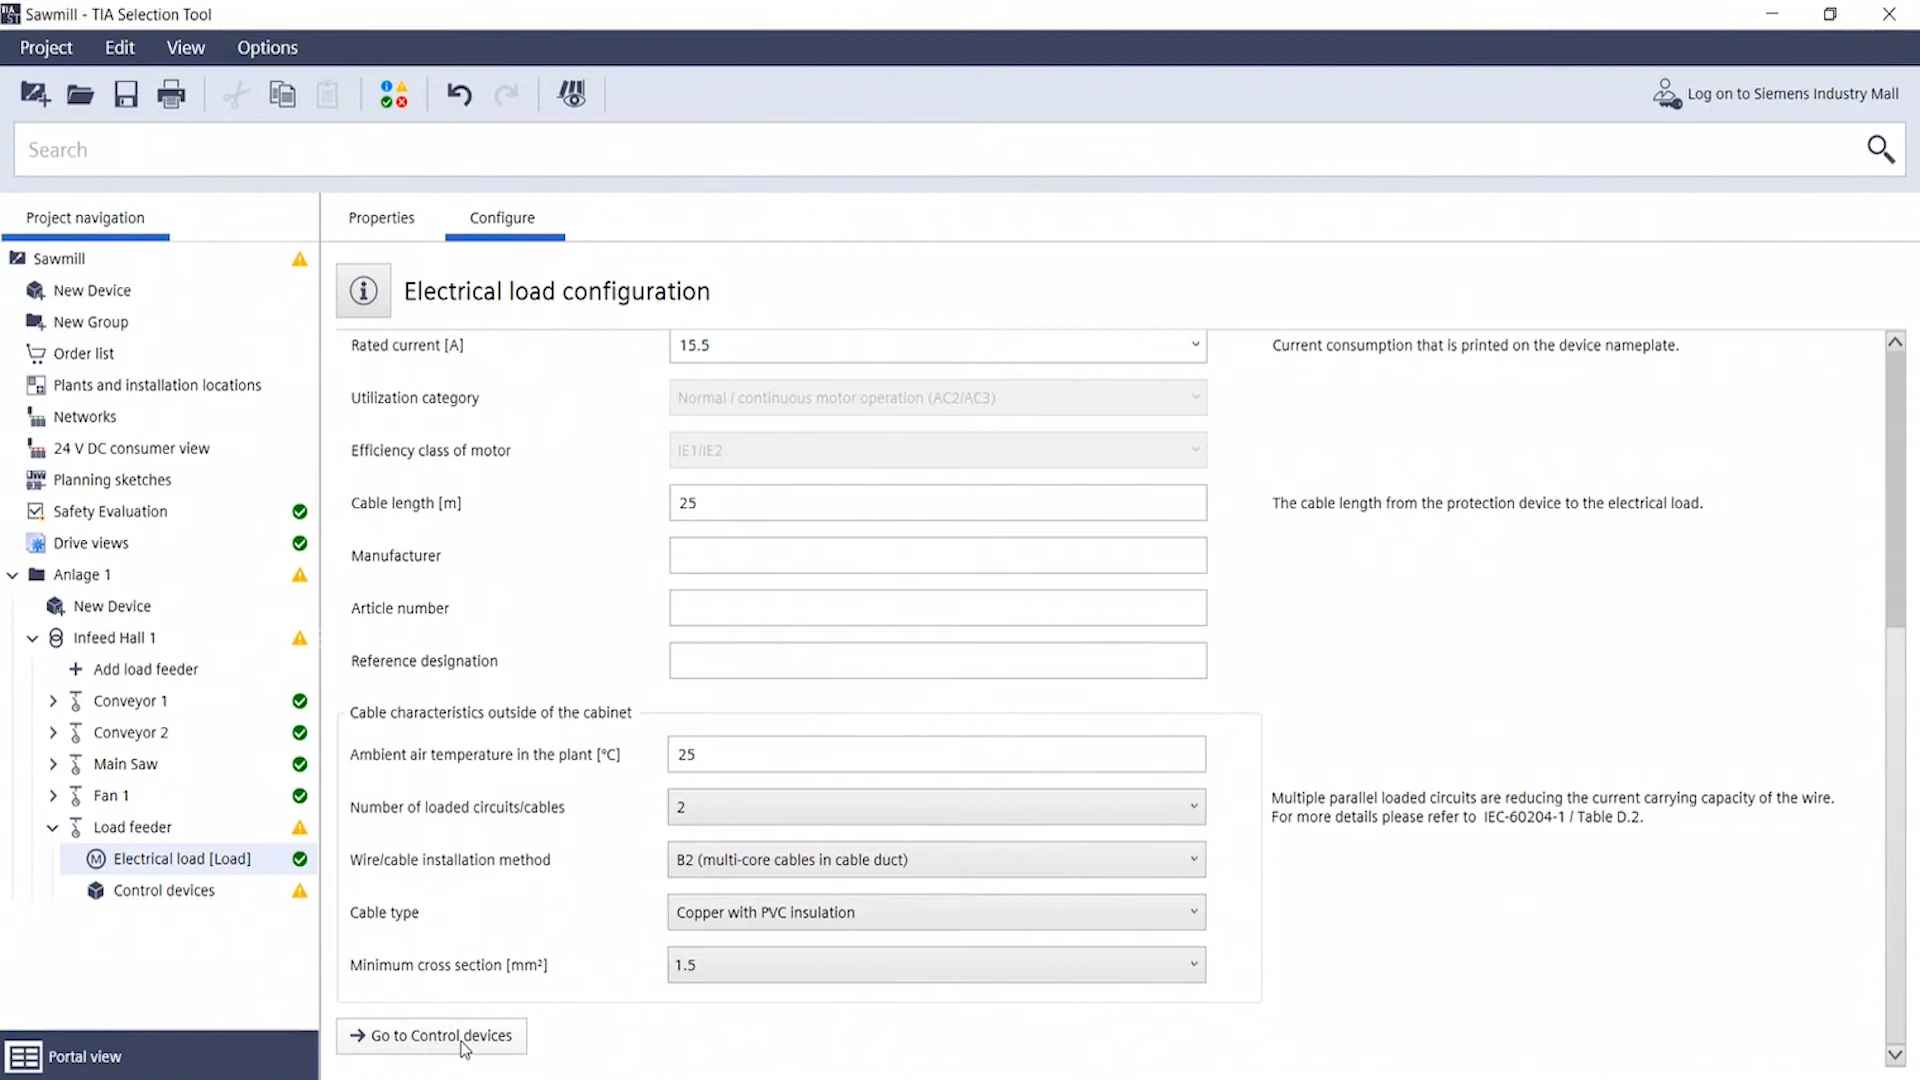 Sawmill - TIA Selection Tool
Project Edit View Options
Log on to Siemens Industry Mall
Search
Project navigation
Sawmill
New Device
New Group
Order list
Plants and installation locations
Networks
24 V DC consumer view
Planning sketches
Safety Evaluation
Drive views
Anlage 1
New Device
Infeed Hall 1
Add load feeder
Conveyor 1
Conveyor 2
Main Saw
Fan 1
Load feeder
Electrical load [Load]
Control devices
Portal view
Properties Configure
Electrical load configuration
Rated current [A] 15.5 Current consumption that is printed on the device nameplate.
Utilization category Normal / continuous motor operation (AC2/AC3)
Efficiency class of motor IE1/IE2
Cable length [m] 25 The cable length from the protection device to the electrical load.
Manufacturer
Article number
Reference designation
Cable characteristics outside of the cabinet
Ambient air temperature in the plant [°C] 25
Number of loaded circuits/cables 2 Multiple parallel loaded circuits are reducing the current carrying capacity of the wire.
For more details please refer to IEC-60204-1 / Table D.2.
Wire/cable installation method B2 (multi-core cables in cable duct)
Cable type Copper with PVC insulation
Minimum cross section [mm²] 1.5
Go to Control devices